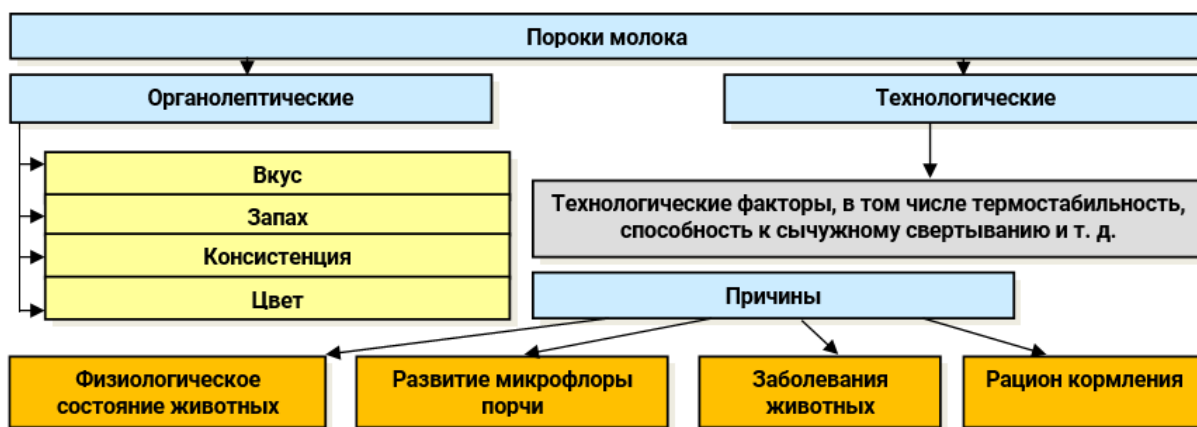 Пороки молока
Органолептические
Технологические
Вкус
Запах
Консистенция
Цвет
Технологические факторы, в том числе термостабильность,
способность к сычужному свертыванию и т. д.
Причины
Физиологическое
состояние животных
Развитие микрофлоры
порчи
Заболевания
животных
Рацион кормления